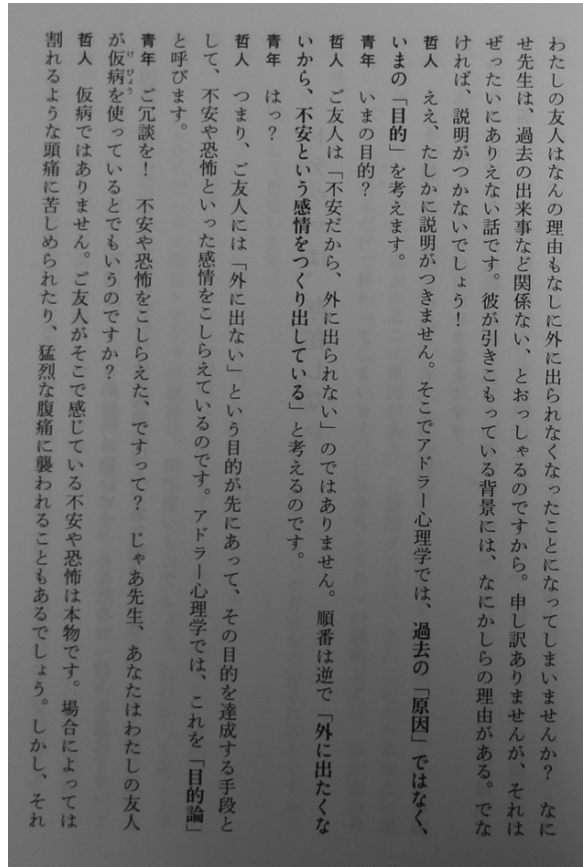 わたしの友人はなんの理由もなしに外に出られなくなったことになってしまいませんか？　なに
せ先生は、過去の出来事など関係ない、とおっしゃるのですから。申し訳ありませんが、それは
ぜったいにありえない話です。彼が引きこもっている背景には、なにかしらの理由がある。でな
ければ、説明がつかないでしょう！
哲人　ええ、たしかに説明がつきません。そこでアドラー心理学では、過去の「原因」ではなく、
いまの「目的」を考えます。
青年　いまの目的？
哲人　ご友人は「不安だから、外に出られない」のではありません。順番は逆で「外に出たくな
いから、不安という感情をつくり出している」と考えるのです。
青年　はっ？
哲人　つまり、ご友人には「外に出ない」という目的が先にあって、その目的を達成する手段と
して、不安や恐怖といった感情をこしらえているのです。アドラー心理学では、これを「目的論」
と呼びます。
青年　ご冗談を！　不安や恐怖をこしらえた、ですって？　じゃあ先生、あなたはわたしの友人
が仮病を使っているとでもいうのですか？
哲人　仮病ではありません。ご友人がそこで感じている不安や恐怖は本物です。場合によっては
割れるような頭痛に苦しめられたり、猛烈な腹痛に襲われることもあるでしょう。しかし、それ